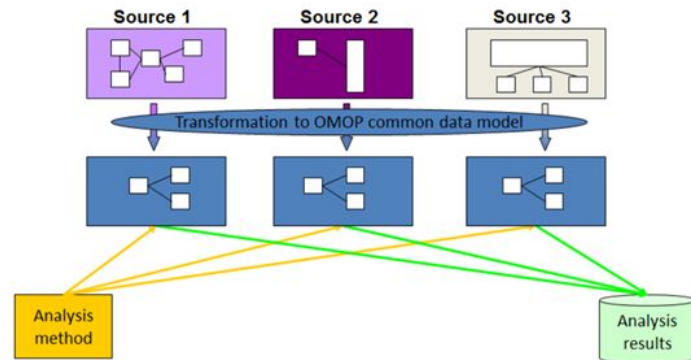 Source 1
Source 2
Source 3
Transformation to OMOP common data model
Analysis
method
Analysis
results